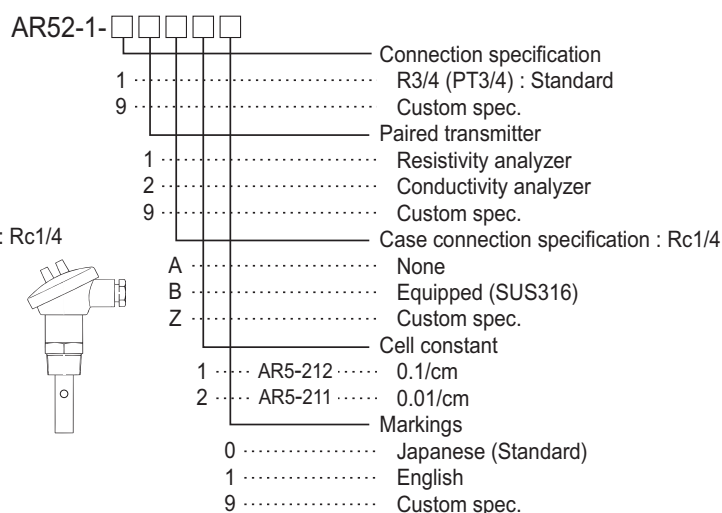 AR52-1-□□□□□
Connection specification
1 ·················· R3/4 (PT3/4) : Standard
9 ·················· Custom spec.
Paired transmitter
1 ·················· Resistivity analyzer
2 ·················· Conductivity analyzer
9 ·················· Custom spec.
: Rc1/4
Case connection specification : Rc1/4
A ·················· None
B ·················· Equipped (SUS316)
Z ·················· Custom spec.
Cell constant
1 ····· AR5-212 ······ 0.1/cm
2 ····· AR5-211 ······ 0.01/cm
Markings
0 ·················· Japanese (Standard)
1 ·················· English
9 ·················· Custom spec.